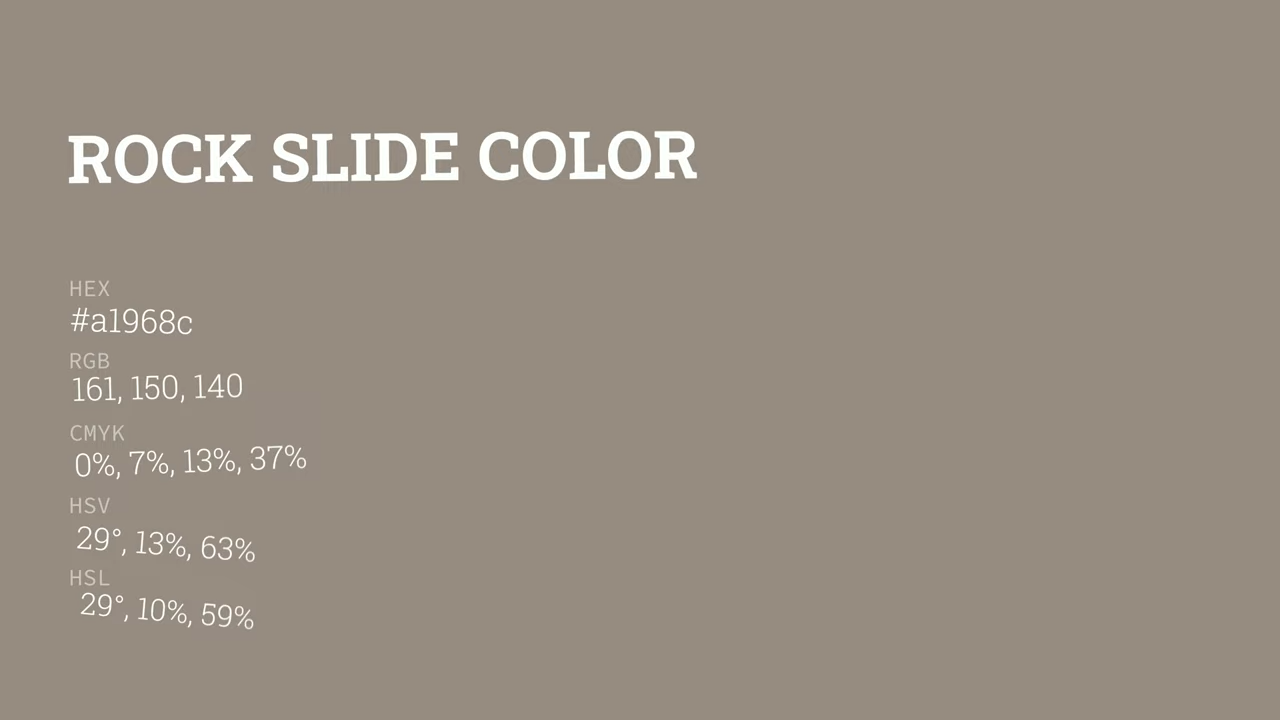 ROCK SLIDE COLOR
HEX
#a1968c
RGB
161, 150, 140
CMYK
0%, 7%, 13%, 37%
HSV
29°, 13%, 63%
HSL
29°, 10%, 59%